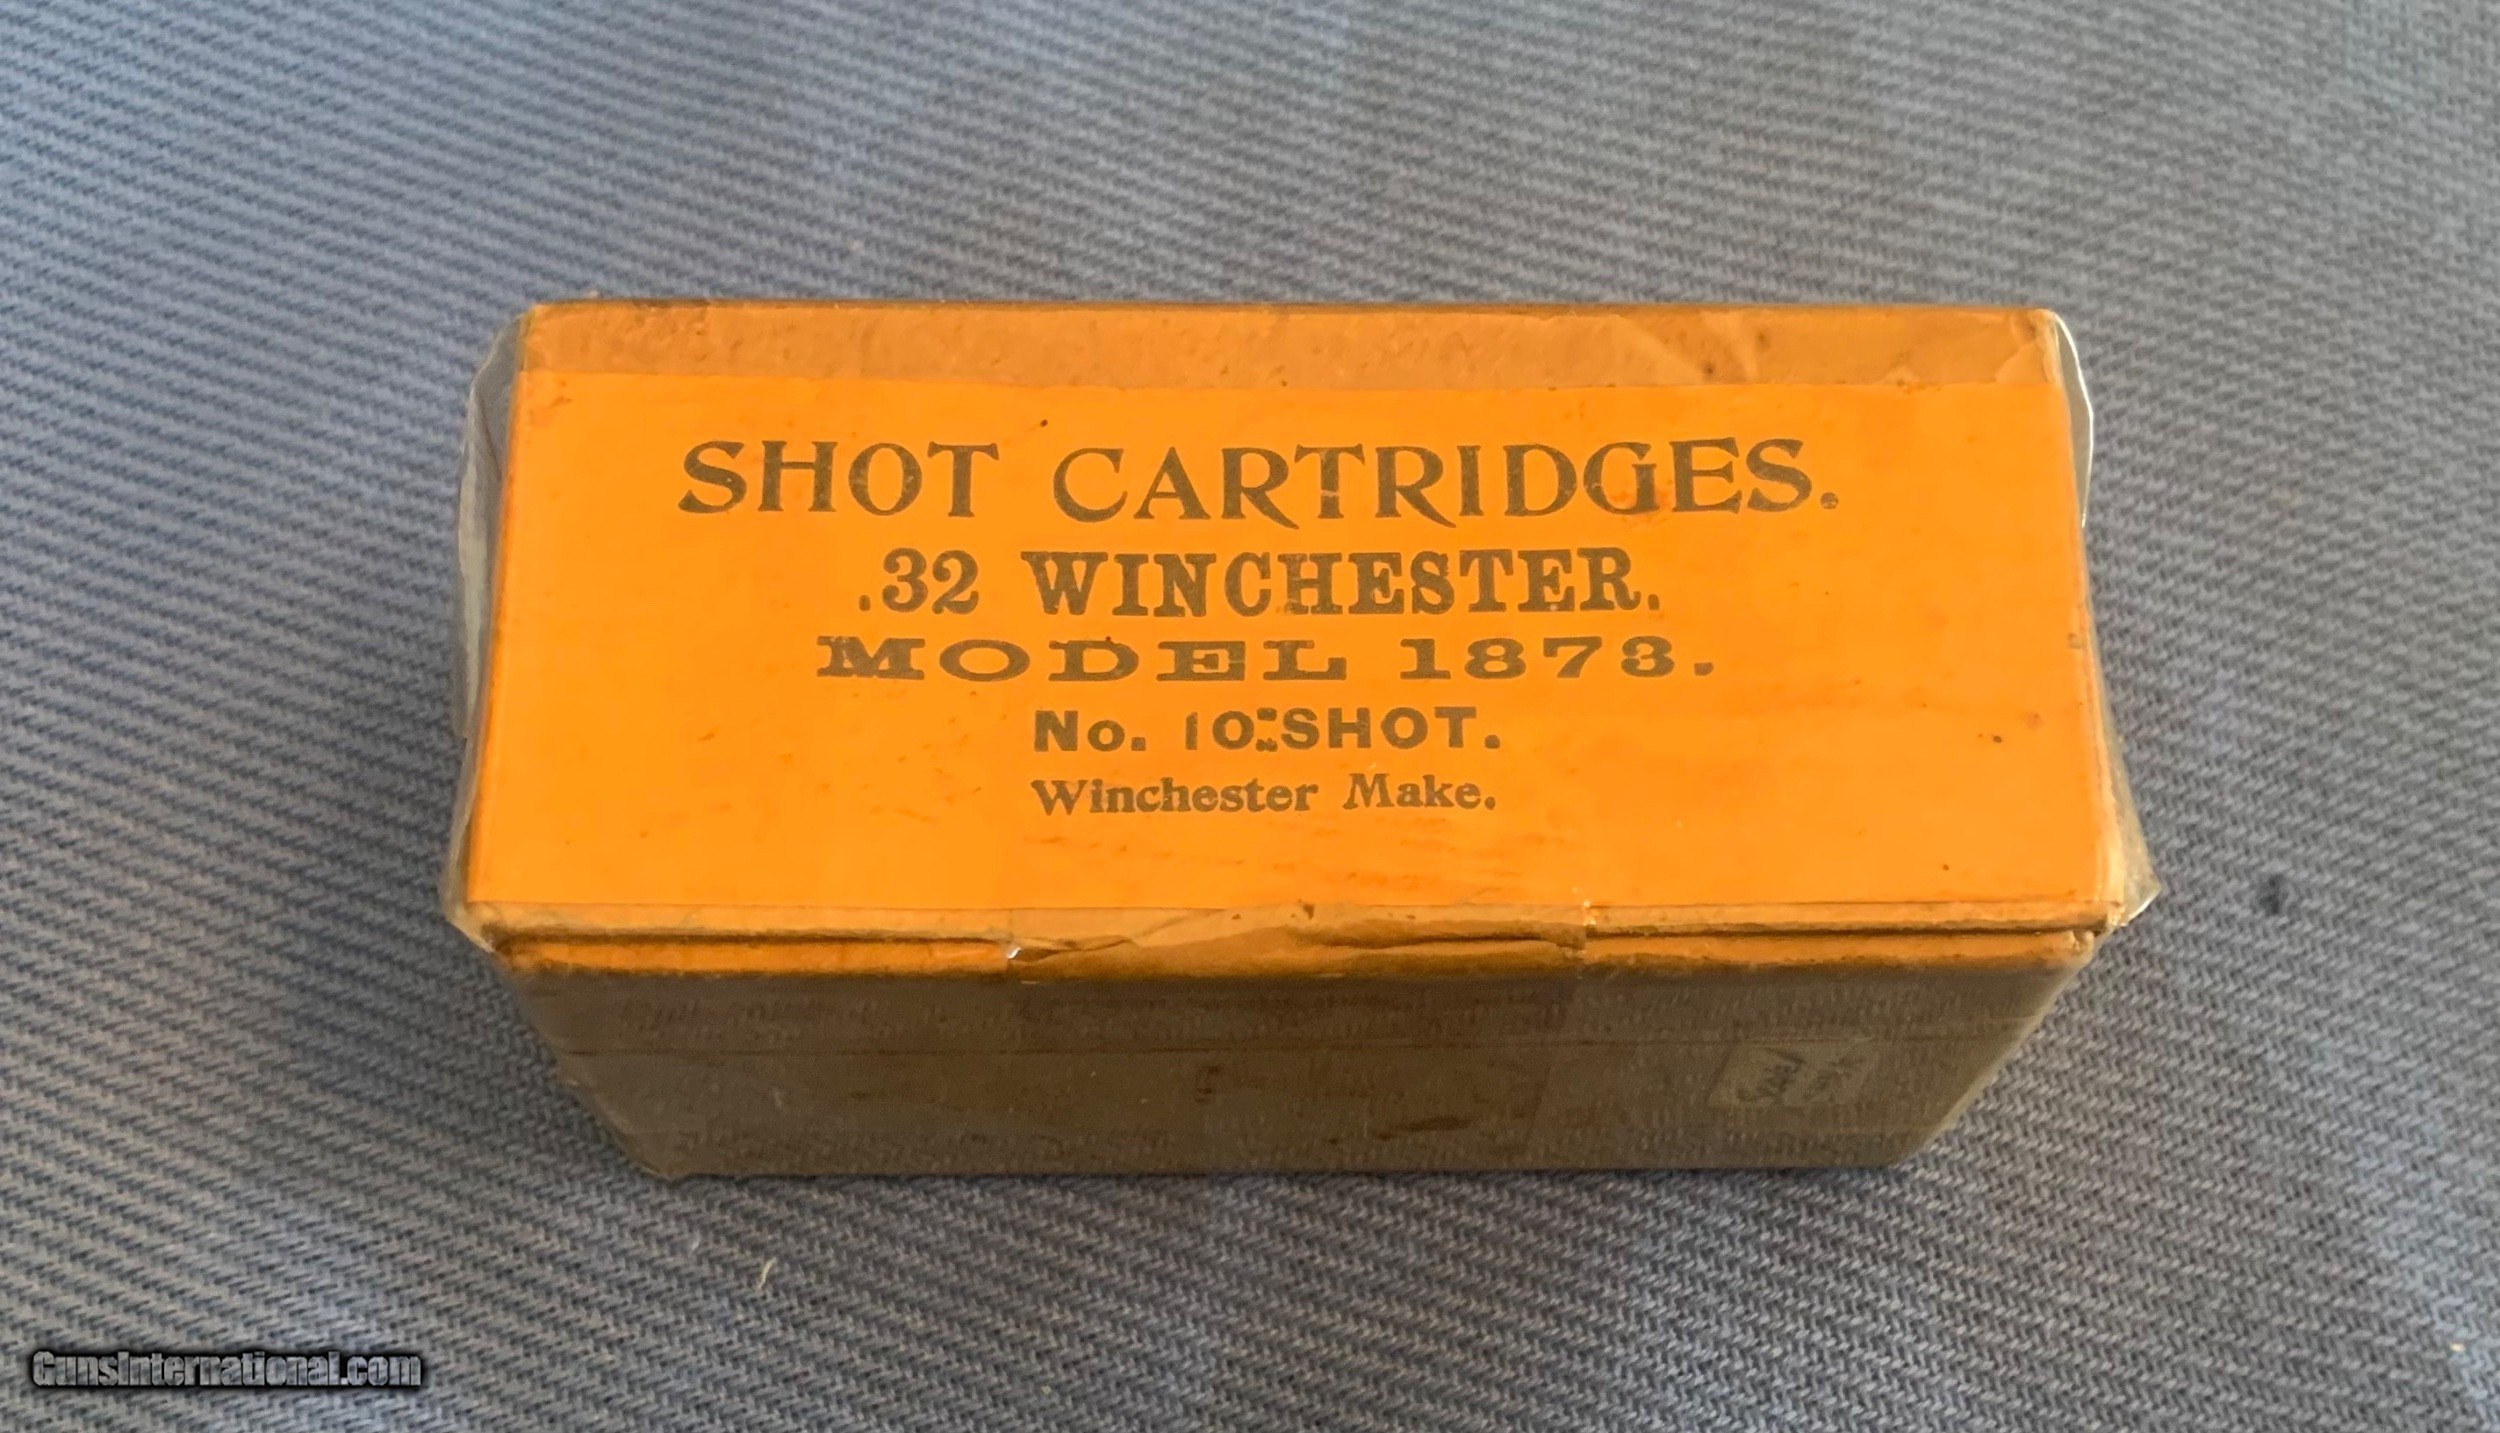 SHOT CARTRIDGES.
.32 WINCHESTER.
MODEL 1873.
No. 10 SHOT.
Winchester Make.
GunsInternational.com